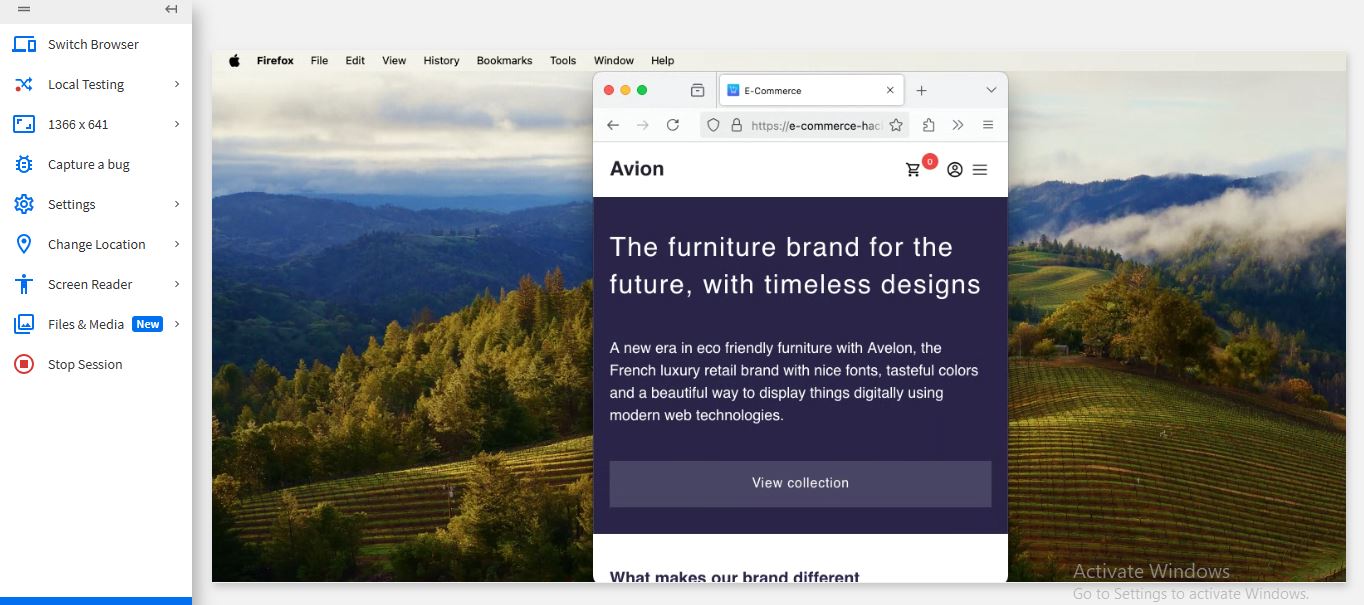 Switch Browser
Local Testing
1366 x 641
Capture a bug
Settings
Change Location
Screen Reader
Files & Media New
Stop Session
Firefox File Edit View History Bookmarks Tools Window Help
E-Commerce
https://e-commerce-hac
Avion
0
The furniture brand for the
future, with timeless designs
A new era in eco friendly furniture with Avelon, the
French luxury retail brand with nice fonts, tasteful colors
and a beautiful way to display things digitally using
modern web technologies.
View collection
What makes our brand different
Activate Windows
Go to Settings to activate Windows.